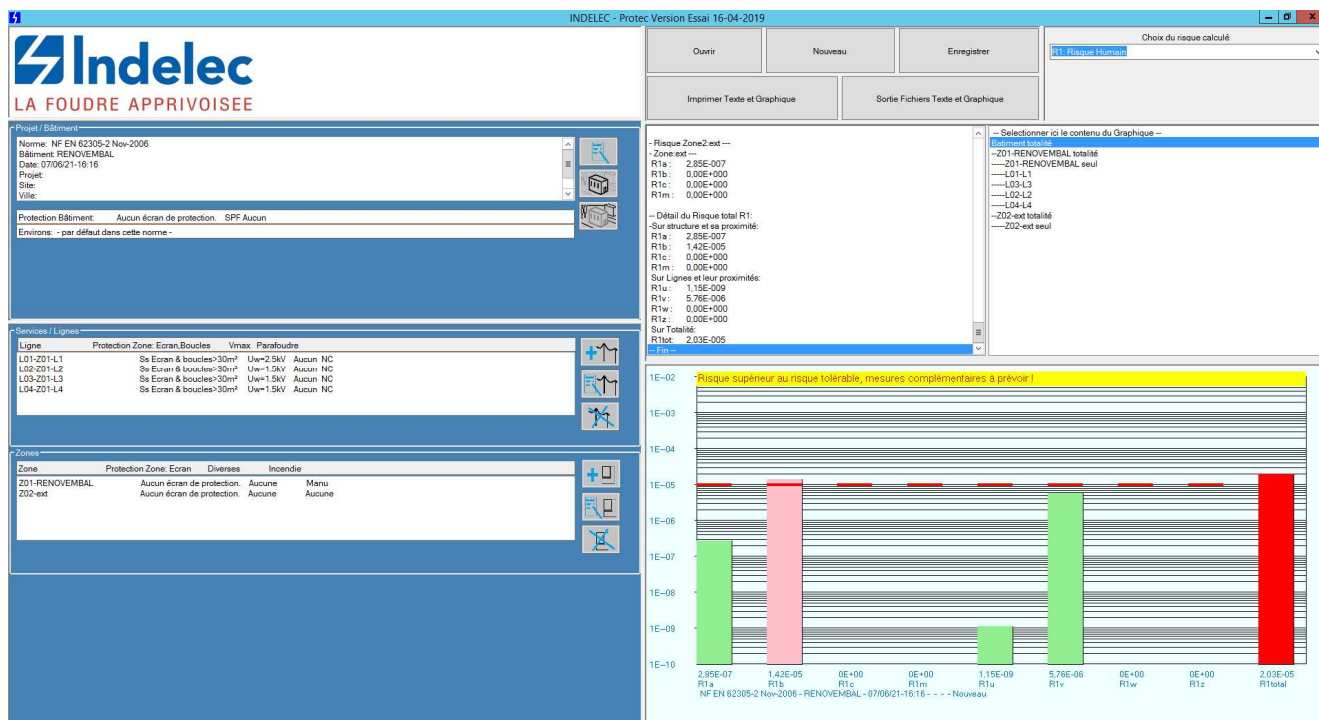 INDELEC - Protec Version Essai 16-04-2019
Indelec
LA FOUDRE APPRIVOISEE
Ouvrir
Nouveau
Enregistrer
Imprimer Texte et Graphique
Sortie Fichiers Texte et Graphique
Choix du risque calculé
R1: Risque Humain
Projet / Bâtiment
Norme: NF EN 62305-2 Nov-2006
Bâtiment: RENOVEMBAL
Date: 07/06/21-16:16
Projet:
Site:
Ville:
Protection Bâtiment: Aucun écran de protection. SPF Aucun
Environs: - par défaut dans cette norme -
Services / Lignes
Ligne Protection Zone: Ecran,Boucles Vmax Parafoudre
L01-Z01-L1 Ss Ecran & boucles>30m² Uw=2.5kV Aucun NC
L02-Z01-L2 Ss Ecran & boucles>30m² Uw=1.5kV Aucun NC
L03-Z01-L3 Ss Ecran & boucles>30m² Uw=1.5kV Aucun NC
L04-Z01-L4 Ss Ecran & boucles>30m² Uw=1.5kV Aucun NC
Zones
Zone Protection Zone: Ecran Diverses Incendie
Z01-RENOVEMBAL Aucun écran de protection. Aucune Manu
Z02-ext Aucun écran de protection. Aucune Aucune
- Risque Zone2:ext ---
- Zone:ext ---
R1a : 2,85E-007
R1b : 0,00E+000
R1c : 0,00E+000
R1m : 0,00E+000
-- Détail du Risque total R1:
-Sur structure et sa proximité:
R1a : 2,85E-007
R1b : 1,42E-005
R1c : 0,00E+000
R1m : 0,00E+000
Sur Lignes et leur proximités:
R1u : 1,15E-009
R1v : 5,76E-006
R1w : 0,00E+000
R1z : 0,00E+000
Sur Totalité:
R1tot: 2,03E-005
-- Fin --
-- Selectionner ici le contenu du Graphique --
Batiment totalité
--Z01-RENOVEMBAL totalité
-----Z01-RENOVEMBAL seul
-----L01-L1
-----L03-L3
-----L02-L2
-----L04-L4
--Z02-ext totalité
-----Z02-ext seul
Risque supérieur au risque tolérable, mesures complémentaires à prévoir !
1E-02
1E-03
1E-04
1E-05
1E-06
1E-07
1E-08
1E-09
1E-10
2,85E-07 1,42E-05 0E+00 0E+00 1,15E-09 5,76E-06 0E+00 0E+00 2,03E-05
R1a R1b R1c R1m R1u R1v R1w R1z R1total
NF EN 62305-2 Nov-2006 - RENOVEMBAL - 07/06/21-16:16 - - - - Nouveau